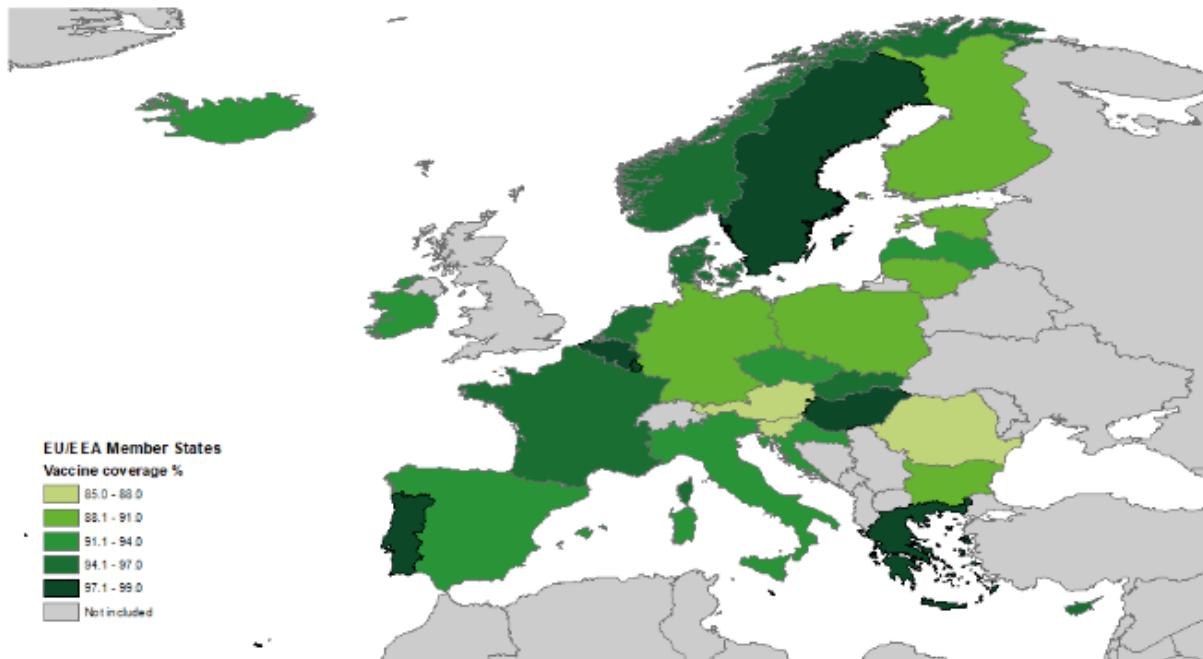 EU/EEA Member States
Vaccine coverage %
85.0 - 88.0
88.1 - 91.0
91.1 - 94.0
94.1 - 97.0
97.1 - 99.0
Not included